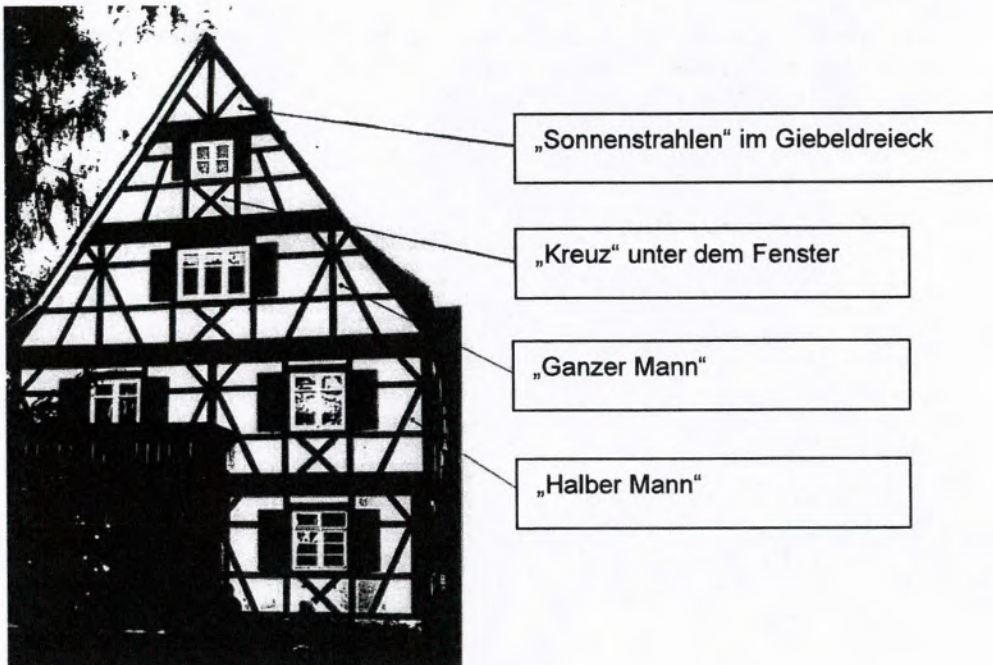 „Sonnenstrahlen“ im Giebeldreieck
„Kreuz“ unter dem Fenster
„Ganzer Mann“
„Halber Mann“